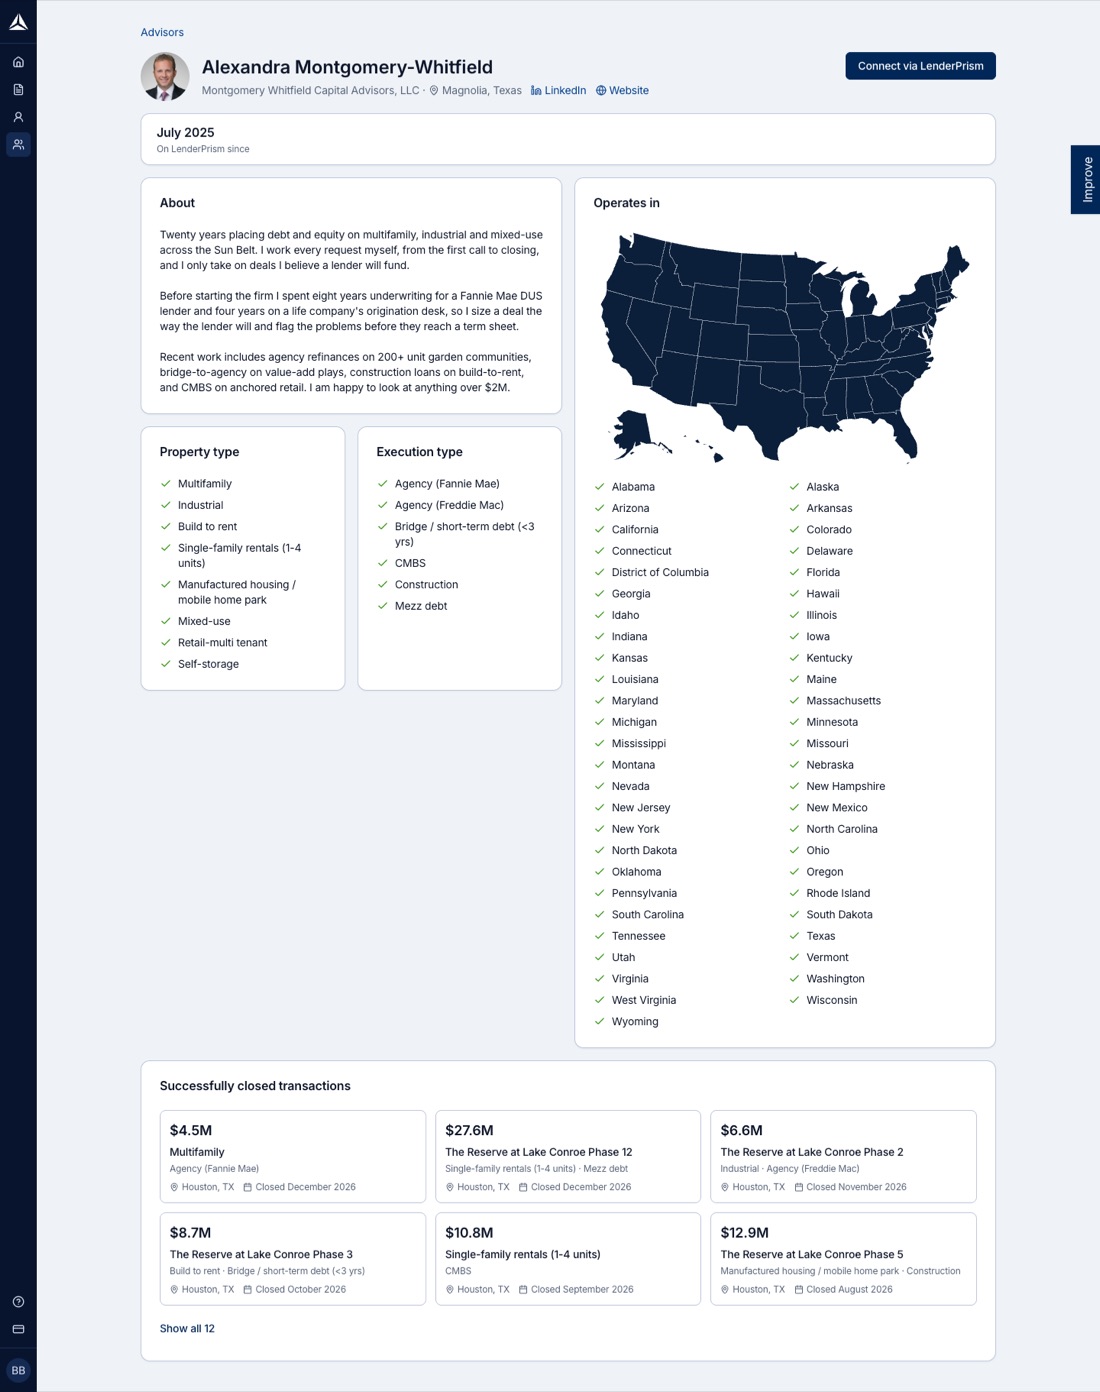 Advisors
Alexandra Montgomery-Whitfield
Montgomery Whitfield Capital Advisors, LLC · Magnolia, Texas LinkedIn Website
Connect via LenderPrism
July 2025
On LenderPrism since
Improve
About
Twenty years placing debt and equity on multifamily, industrial and mixed-use
across the Sun Belt. I work every request myself, from the first call to closing,
and I only take on deals I believe a lender will fund.
Before starting the firm I spent eight years underwriting for a Fannie Mae DUS
lender and four years on a life company's origination desk, so I size a deal the
way the lender will and flag the problems before they reach a term sheet.
Recent work includes agency refinances on 200+ unit garden communities,
bridge-to-agency on value-add plays, construction loans on build-to-rent,
and CMBS on anchored retail. I am happy to look at anything over $2M.
Property type
Multifamily
Industrial
Build to rent
Single-family rentals (1-4
units)
Manufactured housing /
mobile home park
Mixed-use
Retail-multi tenant
Self-storage
Execution type
Agency (Fannie Mae)
Agency (Freddie Mac)
Bridge / short-term debt (<3
yrs)
CMBS
Construction
Mezz debt
Operates in
Alabama Alaska
Arizona Arkansas
California Colorado
Connecticut Delaware
District of Columbia Florida
Georgia Hawaii
Idaho Illinois
Indiana Iowa
Kansas Kentucky
Louisiana Maine
Maryland Massachusetts
Michigan Minnesota
Mississippi Missouri
Montana Nebraska
Nevada New Hampshire
New Jersey New Mexico
New York North Carolina
North Dakota Ohio
Oklahoma Oregon
Pennsylvania Rhode Island
South Carolina South Dakota
Tennessee Texas
Utah Vermont
Virginia Washington
West Virginia Wisconsin
Wyoming
Successfully closed transactions
$4.5M
Multifamily
Agency (Fannie Mae)
Houston, TX Closed December 2026
$27.6M
The Reserve at Lake Conroe Phase 12
Single-family rentals (1-4 units) · Mezz debt
Houston, TX Closed December 2026
$6.6M
The Reserve at Lake Conroe Phase 2
Industrial · Agency (Freddie Mac)
Houston, TX Closed November 2026
$8.7M
The Reserve at Lake Conroe Phase 3
Build to rent · Bridge / short-term debt (<3 yrs)
Houston, TX Closed October 2026
$10.8M
Single-family rentals (1-4 units)
CMBS
Houston, TX Closed September 2026
$12.9M
The Reserve at Lake Conroe Phase 5
Manufactured housing / mobile home park · Construction
Houston, TX Closed August 2026
Show all 12
BB